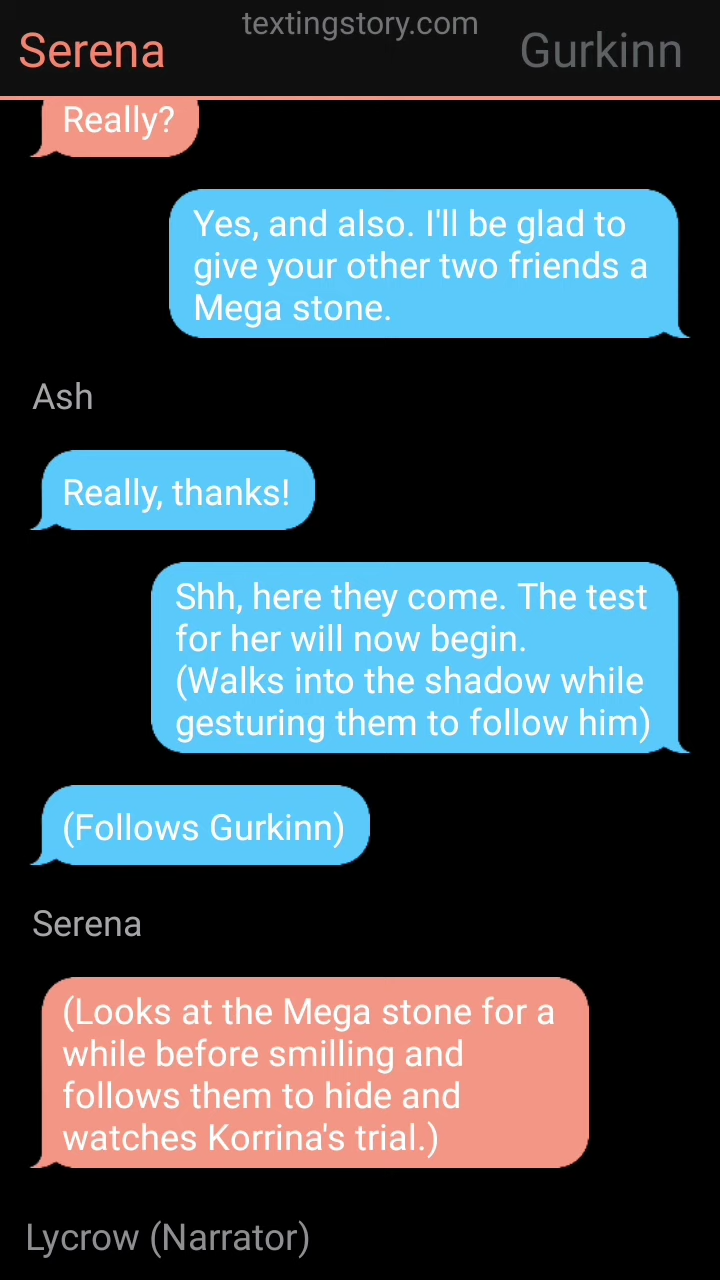 textingstory.com
Serena
Gurkinn
Really?
Yes, and also. I'll be glad to
give your other two friends a
Mega stone.
Ash
Really, thanks!
Shh, here they come. The test
for her will now begin.
(Walks into the shadow while
gesturing them to follow him)
(Follows Gurkinn)
Serena
(Looks at the Mega stone for a
while before smilling and
follows them to hide and
watches Korrina's trial.)
Lycrow (Narrator)